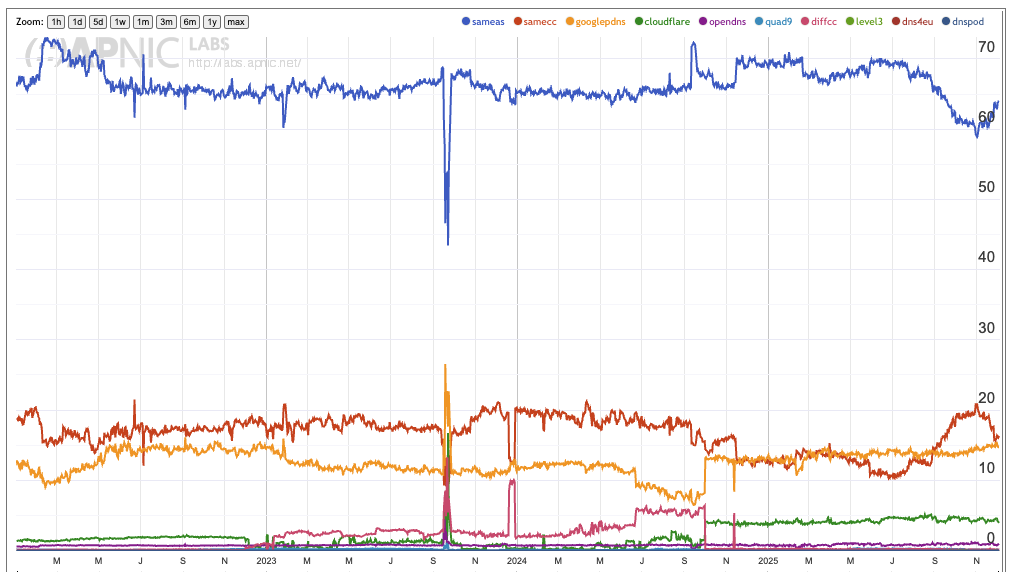 Zoom: 1h 1d 5d 1w 1m 3m 6m 1y max
sameas samecc googlepdns cloudflare opendns quad9 diffcc level3 dns4eu dnspod
APNIC LABS
http://labs.apnic.net/
70
60
50
40
30
20
10
0
M M J S N 2023 M M J S N 2024 M M J S N 2025 M M J S N